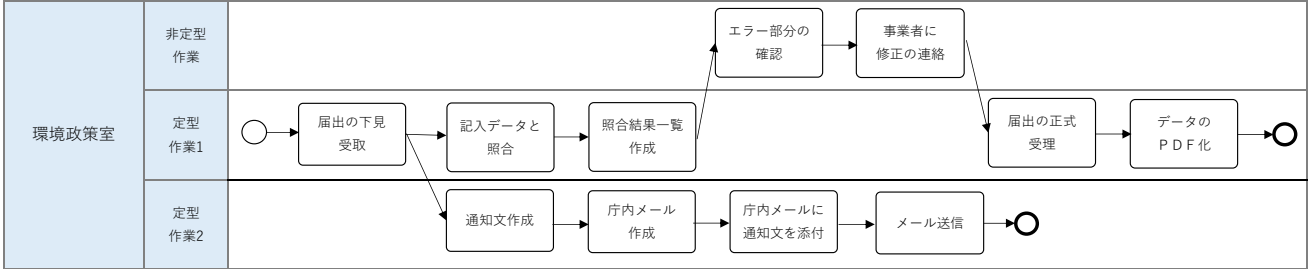 環境政策室
非定型
作業
エラー部分の
確認
事業者に
修正の連絡
定型
作業1
届出の下見
受取
記入データと
照合
照合結果一覧
作成
届出の正式
受理
データの
ＰＤＦ化
定型
作業2
通知文作成
庁内メール
作成
庁内メールに
通知文を添付
メール送信